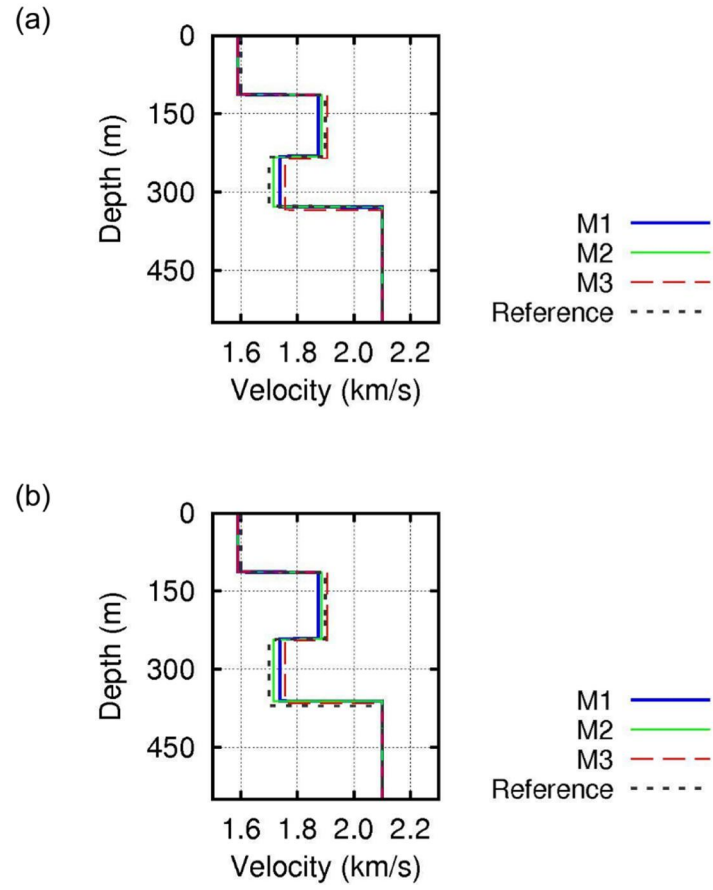 (a)
0
150
300
450
Depth (m)
1.6 1.8 2.0 2.2
Velocity (km/s)
M1
M2
M3
Reference
(b)
0
150
300
450
Depth (m)
1.6 1.8 2.0 2.2
Velocity (km/s)
M1
M2
M3
Reference